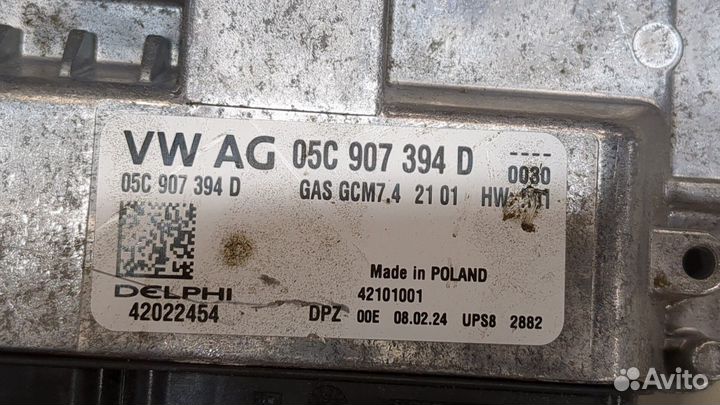 VW AG 05C 907 394 D
05C 907 394 D GAS GCM7.4 21 01 HW
----
0030
Made in POLAND
DELPHI 42101001
42022454 DPZ 00E 08.02.24 UPS8 2882
Avito